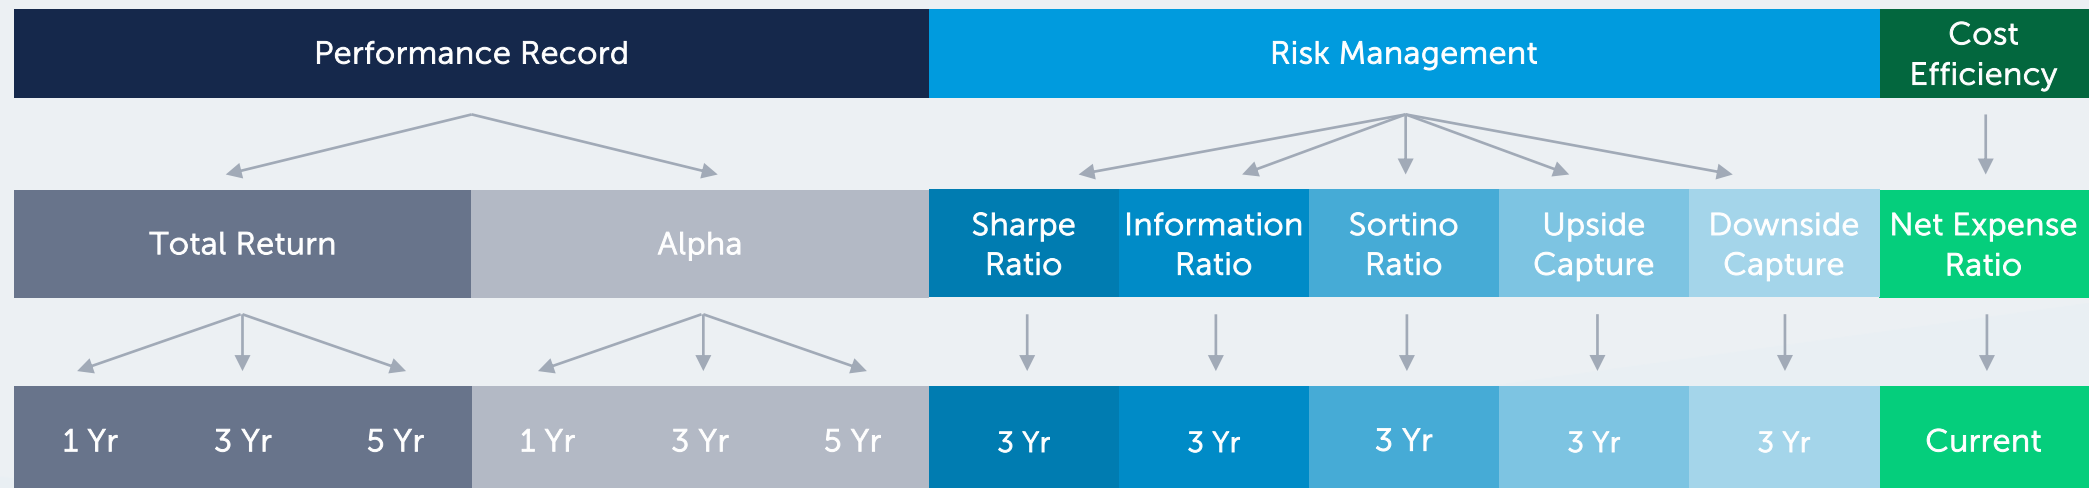 Performance Record
Risk Management
Cost
Efficiency
Total Return
Alpha
Sharpe
Ratio
Information
Ratio
Sortino
Ratio
Upside
Capture
Downside
Capture
Net Expense
Ratio
1 Yr
3 Yr
5 Yr
1 Yr
3 Yr
5 Yr
3 Yr
3 Yr
3 Yr
3 Yr
3 Yr
Current